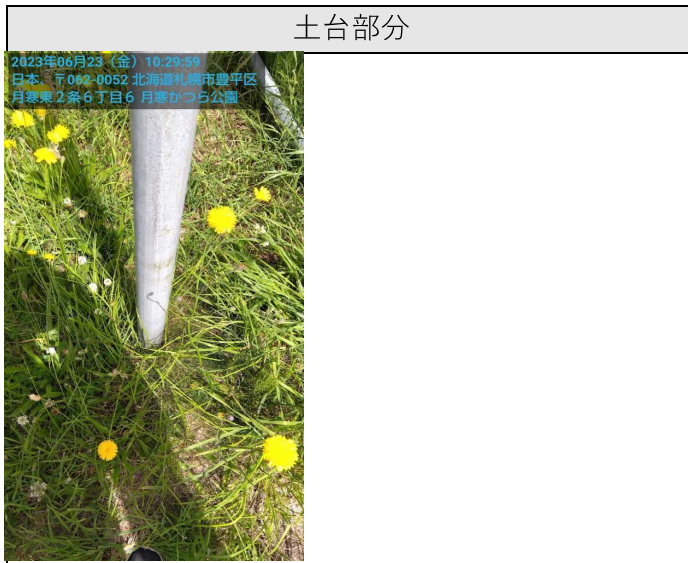 土台部分
2023年06月23（金）10:29:59
日本、〒062-0052 北海道札幌市豊平区
月寒東２条６丁目６ 月寒かつら公園